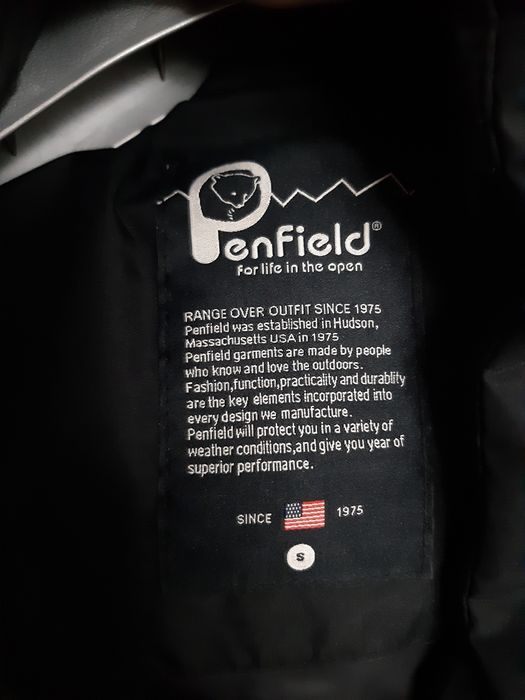 Penfield®
For life in the open
RANGE OVER OUTFIT SINCE 1975
Penfield was established in Hudson,
Massachusetts USA in 1975
Penfield garments are made by people
who know and love the outdoors.
Fashion,function,practicality and durablity
are the key elements incorporated into
every design we manufacture.
Penfield will protect you in a variety of
weather conditions,and give you year of
superior performance.
SINCE 1975
S